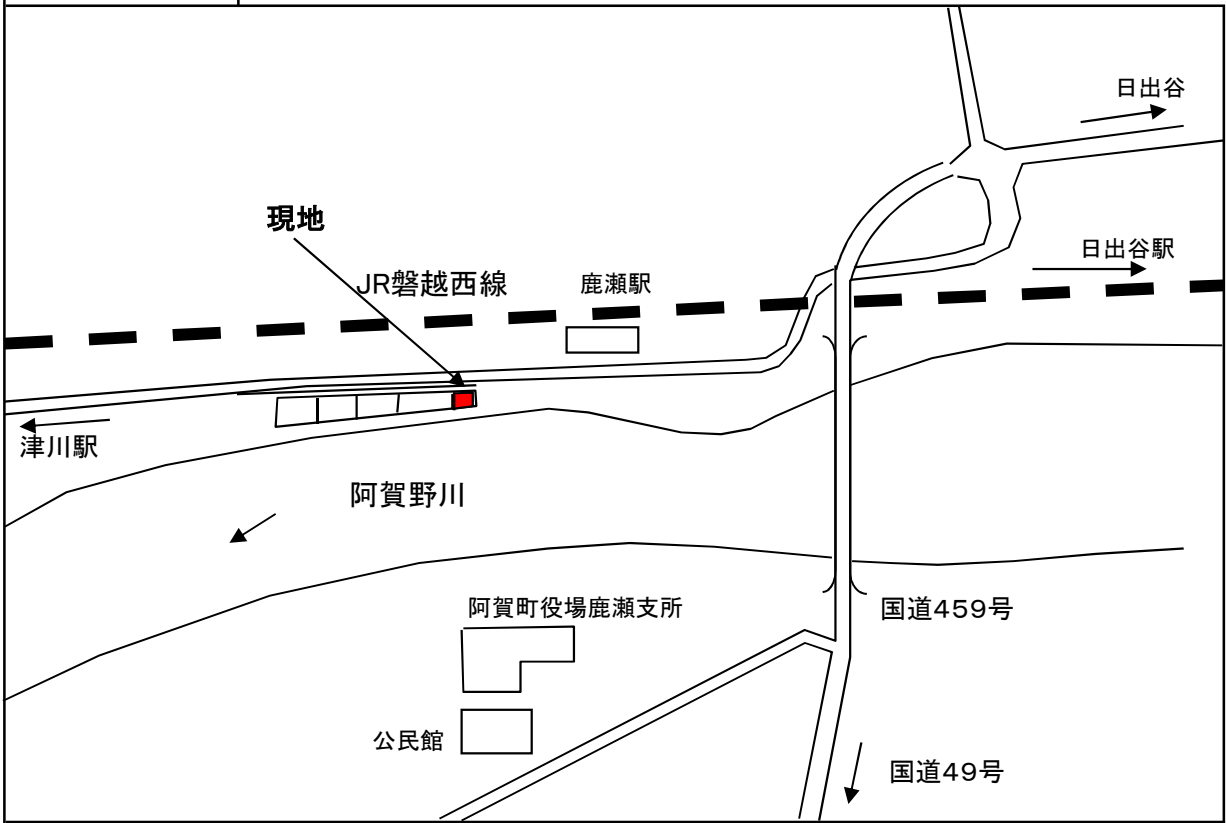 日出谷
現地
日出谷駅
JR磐越西線
鹿瀬駅
津川駅
阿賀野川
阿賀町役場鹿瀬支所
国道459号
公民館
国道49号